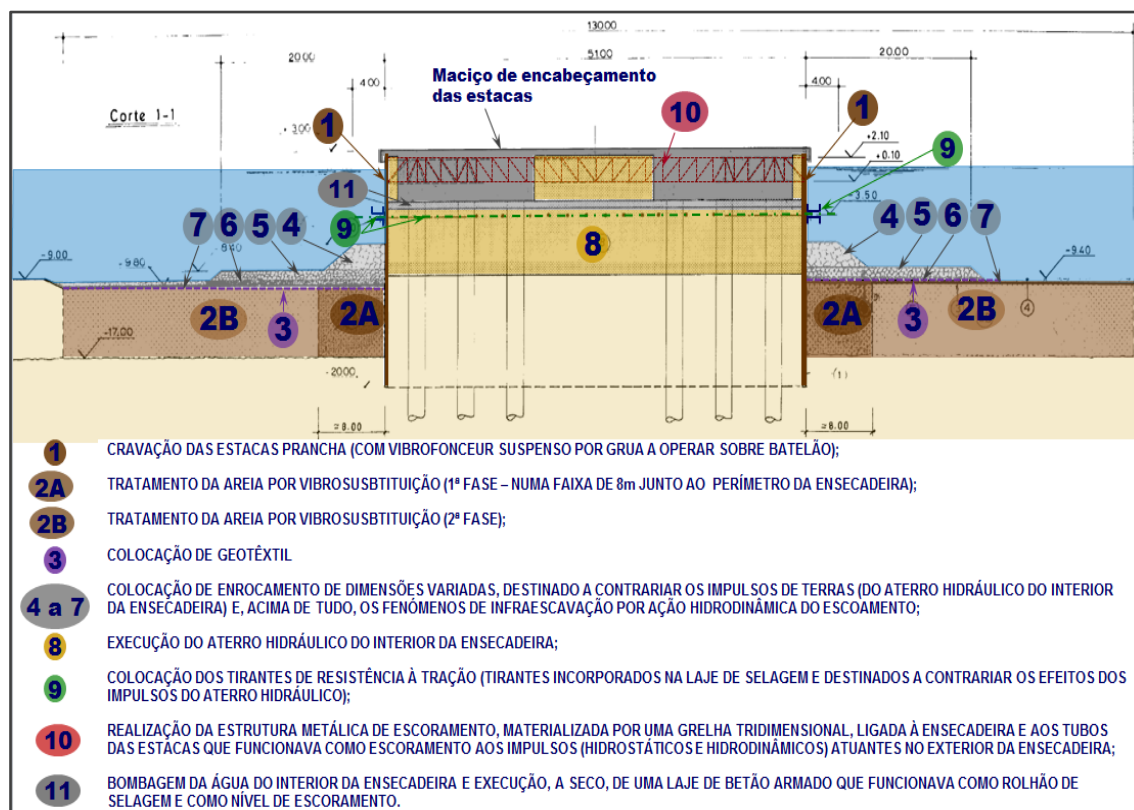 13000
20.00
5100
20.00
4.00
Maciço de encabeçamento
das estacas
4.00
Corte 1-1
1
10
1
9
+2.10
+0.10
11
-3.50
7 6 5 4
9
4 5 6 7
8
-9.00
-9.80
-9.40
2B
3
2A
2A
3
2B
4
-17.00
-2000
(1)
≥8.00
≥8.00
1 CRAVAÇÃO DAS ESTACAS PRANCHA (COM VIBROFONCEUR SUSPENSO POR GRUA A OPERAR SOBRE BATELÃO);
2A TRATAMENTO DA AREIA POR VIBROSUSBTITUIÇÃO (1ª FASE – NUMA FAIXA DE 8m JUNTO AO PERÍMETRO DA ENSECADEIRA);
2B TRATAMENTO DA AREIA POR VIBROSUSBTITUIÇÃO (2ª FASE);
3 COLOCAÇÃO DE GEOTÊXTIL
4 a 7 COLOCAÇÃO DE ENROCAMENTO DE DIMENSÕES VARIADAS, DESTINADO A CONTRARIAR OS IMPULSOS DE TERRAS (DO ATERRO HIDRÁULICO DO INTERIOR
DA ENSECADEIRA) E, ACIMA DE TUDO, OS FENÓMENOS DE INFRAESCAVAÇÃO POR AÇÃO HIDRODINÂMICA DO ESCOAMENTO;
8 EXECUÇÃO DO ATERRO HIDRÁULICO DO INTERIOR DA ENSECADEIRA;
9 COLOCAÇÃO DOS TIRANTES DE RESISTÊNCIA À TRAÇÃO (TIRANTES INCORPORADOS NA LAJE DE SELAGEM E DESTINADOS A CONTRARIAR OS EFEITOS DOS
IMPULSOS DO ATERRO HIDRÁULICO);
10 REALIZAÇÃO DA ESTRUTURA METÁLICA DE ESCORAMENTO, MATERIALIZADA POR UMA GRELHA TRIDIMENSIONAL, LIGADA À ENSECADEIRA E AOS TUBOS
DAS ESTACAS QUE FUNCIONAVA COMO ESCORAMENTO AOS IMPULSOS (HIDROSTÁTICOS E HIDRODINÂMICOS) ATUANTES NO EXTERIOR DA ENSECADEIRA;
11 BOMBAGEM DA ÁGUA DO INTERIOR DA ENSECADEIRA E EXECUÇÃO, A SECO, DE UMA LAJE DE BETÃO ARMADO QUE FUNCIONAVA COMO ROLHÃO DE
SELAGEM E COMO NÍVEL DE ESCORAMENTO.